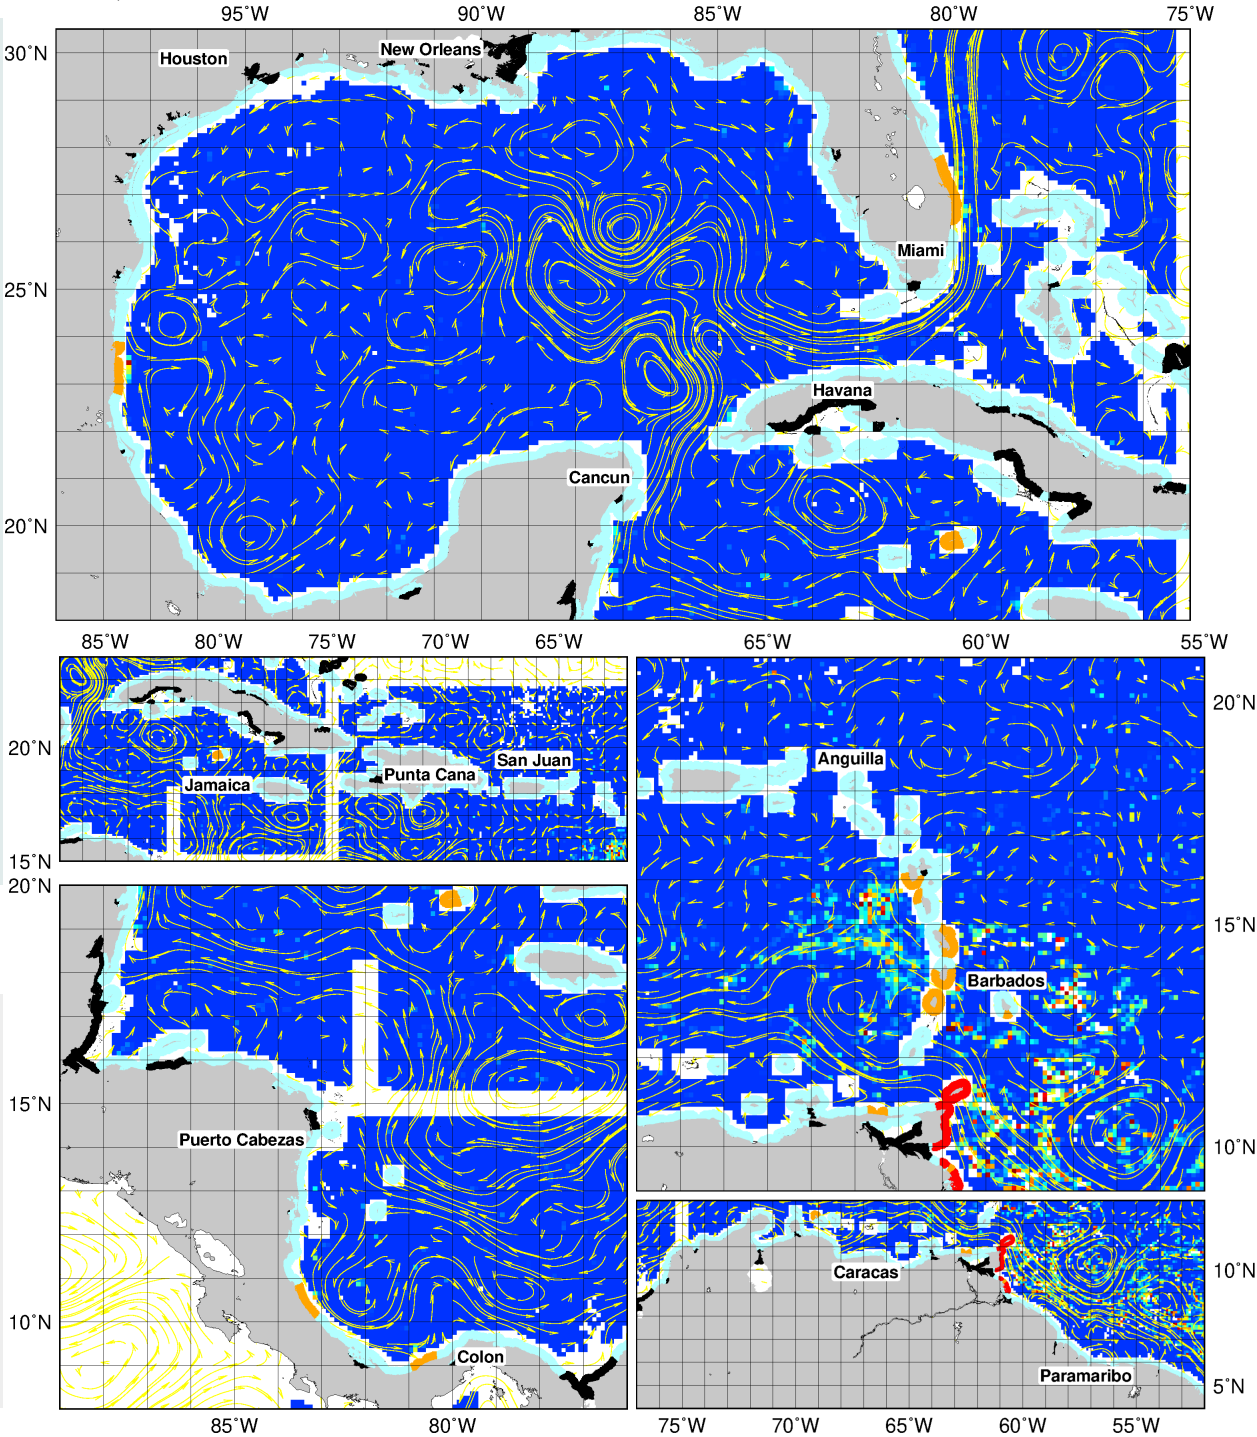 95°W 90°W 85°W 80°W 75°W
30°N
Houston
New Orleans
Miami
25°N
Havana
Cancun
20°N
85°W 80°W 75°W 70°W 65°W
65°W 60°W 55°W
20°N
Jamaica
Punta Cana
San Juan
15°N
20°N
Anguilla
15°N
Barbados
10°N
20°N
15°N
Puerto Cabezas
10°N
Colon
85°W 80°W
Caracas
10°N
Paramaribo
5°N
75°W 70°W 65°W 60°W 55°W